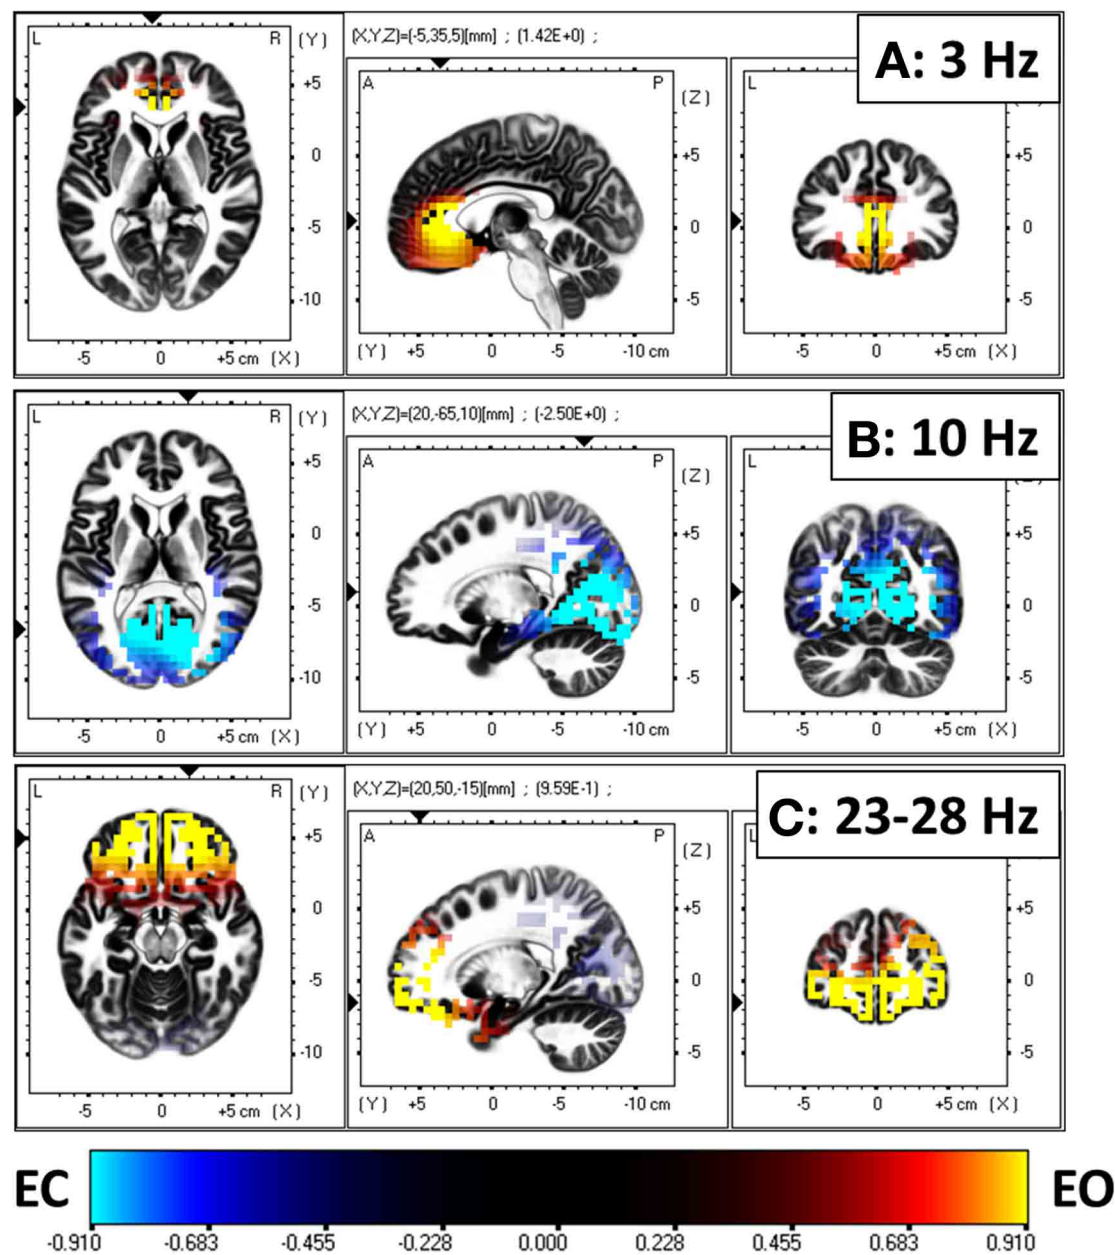 L R (Y) (X,Y,Z)=(-5,35,5)[mm] ; (1.42E+0) ; A: 3 Hz
A P (Z) L
+5 0 -5 -10
+5 0 -5
+5 0 -5
-5 0 +5 cm (X) (Y) +5 0 -5 -10 cm -5 0 +5 cm (X)
L R (Y) (X,Y,Z)=(20,-65,10)[mm] ; (-2.50E+0) ; B: 10 Hz
A P (Z) L
+5 0 -5 -10
+5 0 -5
+5 0 -5
-5 0 +5 cm (X) (Y) +5 0 -5 -10 cm -5 0 +5 cm (X)
L R (Y) (X,Y,Z)=(20,50,-15)[mm] ; (9.59E-1) ; C: 23-28 Hz
A P (Z)
+5 0 -5 -10
+5 0 -5
+5 0 -5
-5 0 +5 cm (X) (Y) +5 0 -5 -10 cm -5 0 +5 cm (X)
EC EO
-0.910 -0.683 -0.455 -0.228 0.000 0.228 0.455 0.683 0.910